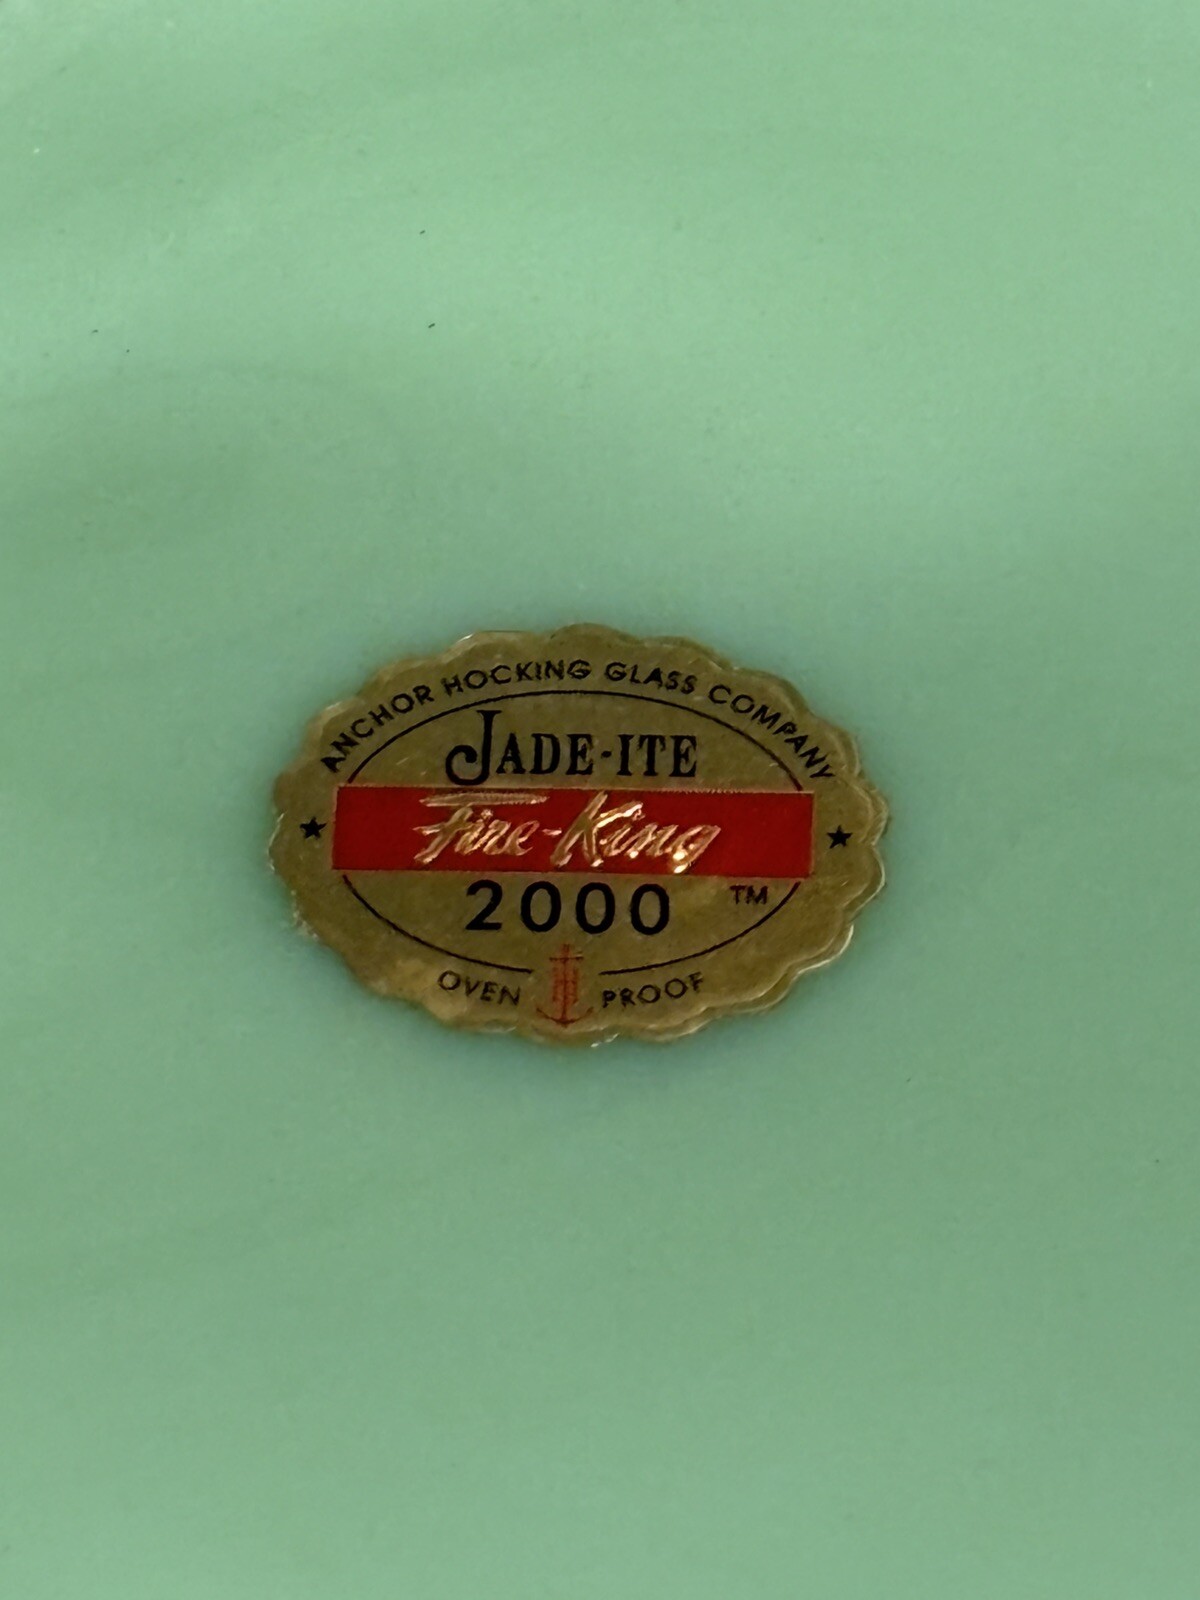 ANCHOR HOCKING GLASS COMPANY
JADE-ITE
Fire-King
2000 TM
OVEN PROOF